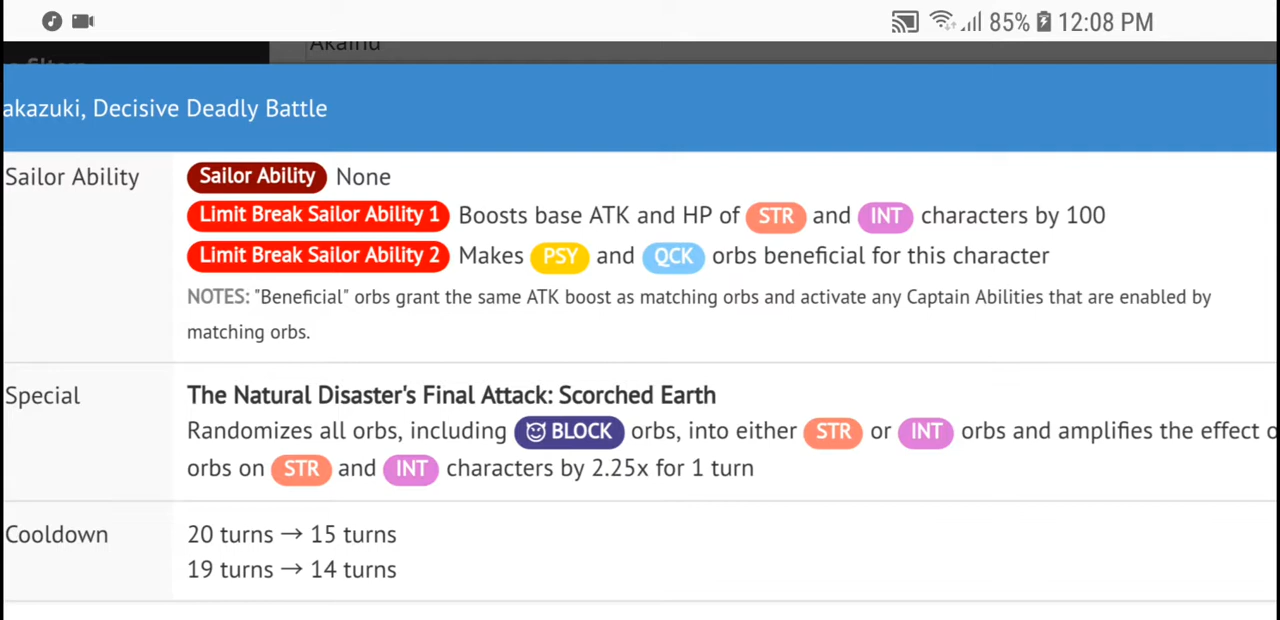 85% 12:08 PM
Akainu
akazuki, Decisive Deadly Battle
Sailor Ability
Sailor Ability None
Limit Break Sailor Ability 1 Boosts base ATK and HP of STR and INT characters by 100
Limit Break Sailor Ability 2 Makes PSY and QCK orbs beneficial for this character
NOTES: "Beneficial" orbs grant the same ATK boost as matching orbs and activate any Captain Abilities that are enabled by
matching orbs.
Special
The Natural Disaster's Final Attack: Scorched Earth
Randomizes all orbs, including BLOCK orbs, into either STR or INT orbs and amplifies the effect o
orbs on STR and INT characters by 2.25x for 1 turn
Cooldown
20 turns → 15 turns
19 turns → 14 turns